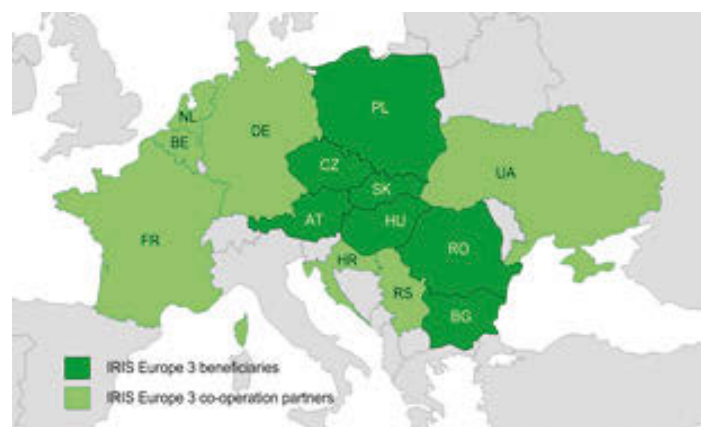 PL
NL
DE
BE
CZ
UA
SK
AT
HU
FR
RO
HR
RS
BG
IRIS Europe 3 beneficiaries
IRIS Europe 3 co-operation partners